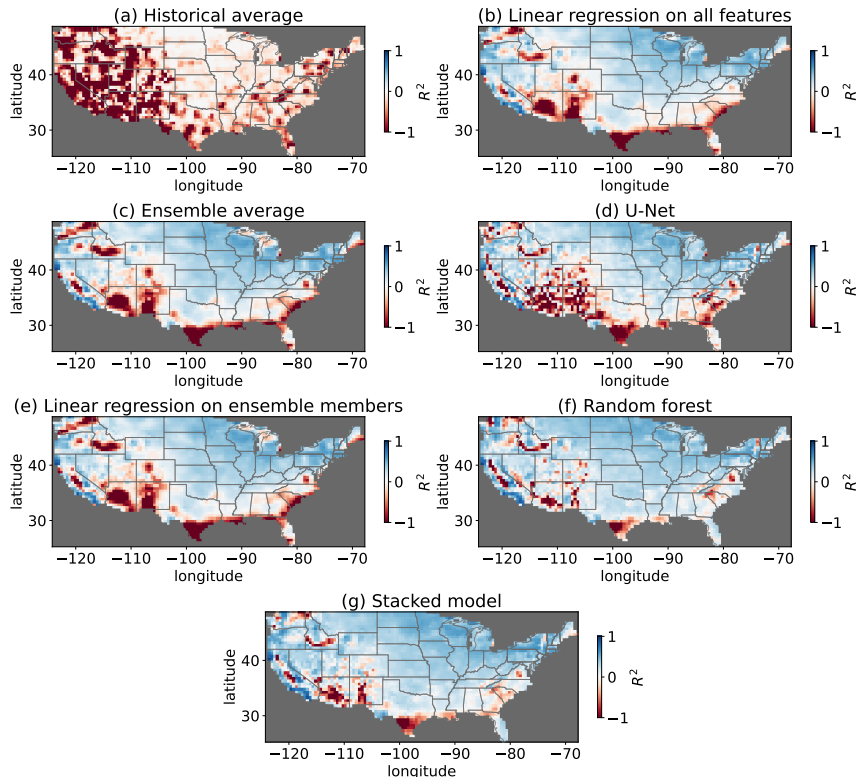 (a) Historical average
latitude
40
30
−120 −110 −100 −90 −80 −70
longitude
1
0
−1
R²
(b) Linear regression on all features
latitude
40
30
−120 −110 −100 −90 −80 −70
longitude
1
0
−1
R²
(c) Ensemble average
latitude
40
30
−120 −110 −100 −90 −80 −70
longitude
1
0
−1
R²
(d) U-Net
latitude
40
30
−120 −110 −100 −90 −80 −70
longitude
1
0
−1
R²
(e) Linear regression on ensemble members
latitude
40
30
−120 −110 −100 −90 −80 −70
longitude
1
0
−1
R²
(f) Random forest
latitude
40
30
−120 −110 −100 −90 −80 −70
longitude
1
0
−1
R²
(g) Stacked model
latitude
40
30
−120 −110 −100 −90 −80 −70
longitude
1
0
−1
R²